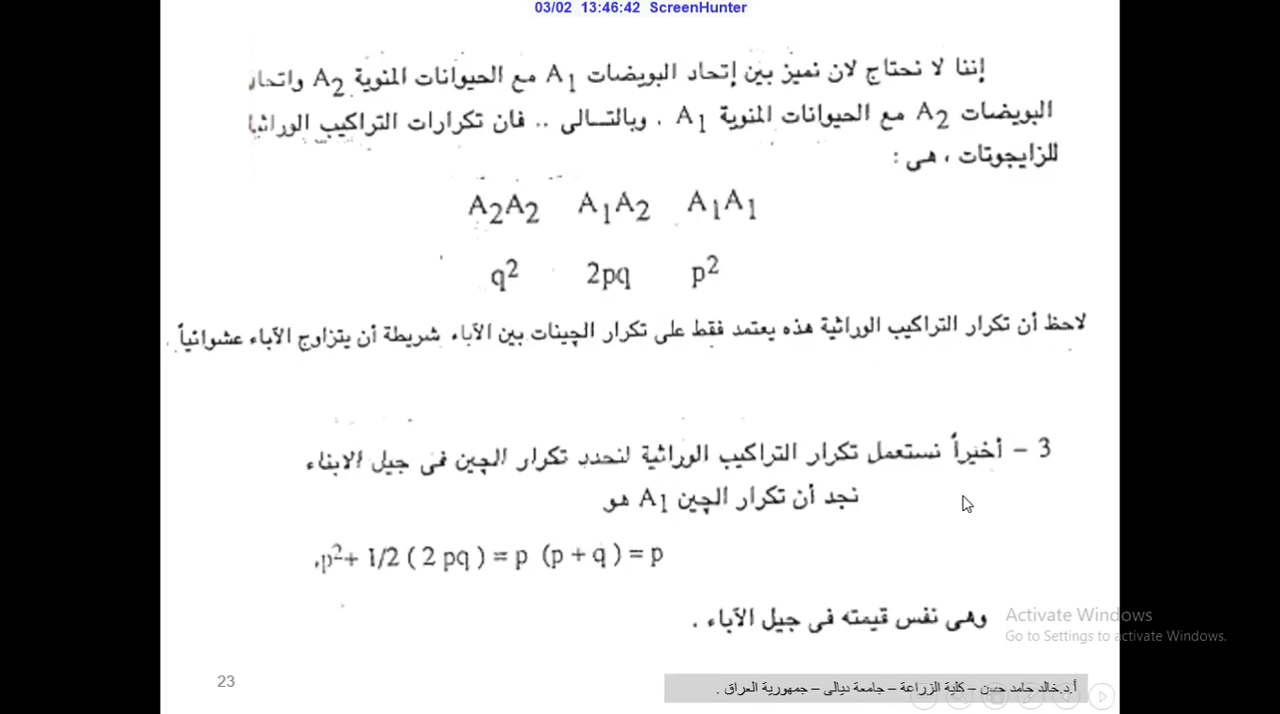 03/02 13:46:42 ScreenHunter
إننا لا نحتاج لان نميز بين إتحاد البويضات A1 مع الحيوانات المنوية A2 واتحاد
البويضات A2 مع الحيوانات المنوية A1 . وبالتالى .. فان تكرارات التراكيب الوراثية
للزايجوتات ، هى :
A2A2 A1A2 A1A1
q² 2pq p²
لاحظ أن تكرار التراكيب الوراثية هذه يعتمد فقط على تكرار الچينات بين الآباء شريطة أن يتزاوج الآباء عشوائياً .
3 – أخيراً نستعمل تكرار التراكيب الوراثية لنحدد تكرار الچين فى جيل الابناء
نجد أن تكرار الچين A1 هو
p²+ 1/2 ( 2 pq ) = p (p + q ) = p
وهى نفس قيمته فى جيل الآباء .
Activate Windows
Go to Settings to activate Windows.
23
أ.د.خالد حامد حسن – كلية الزراعة – جامعة ديالى – جمهورية العراق .